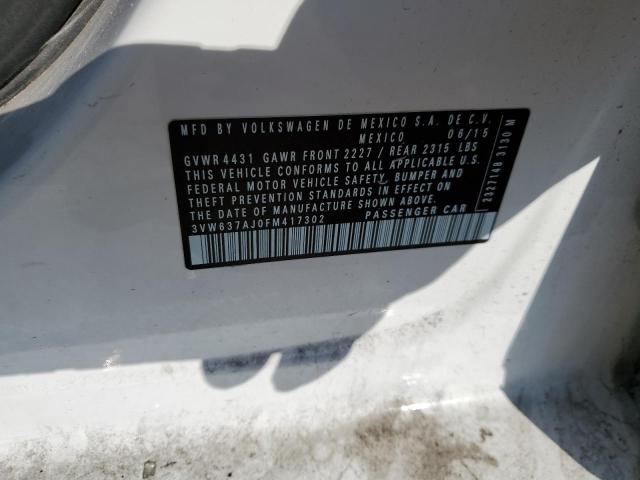 MFD BY VOLKSWAGEN DE MEXICO S.A. DE C.V.
MEXICO 06/15
GVWR 4431 GAWR FRONT 2227 / REAR 2315 LBS
THIS VEHICLE CONFORMS TO ALL APPLICABLE U.S.
FEDERAL MOTOR VEHICLE SAFETY, BUMPER AND
THEFT PREVENTION STANDARDS IN EFFECT ON
THE DATE OF MANUFACTURE SHOWN ABOVE.
3VW637AJ0FM417302 PASSENGER CAR
2327148 3130 M